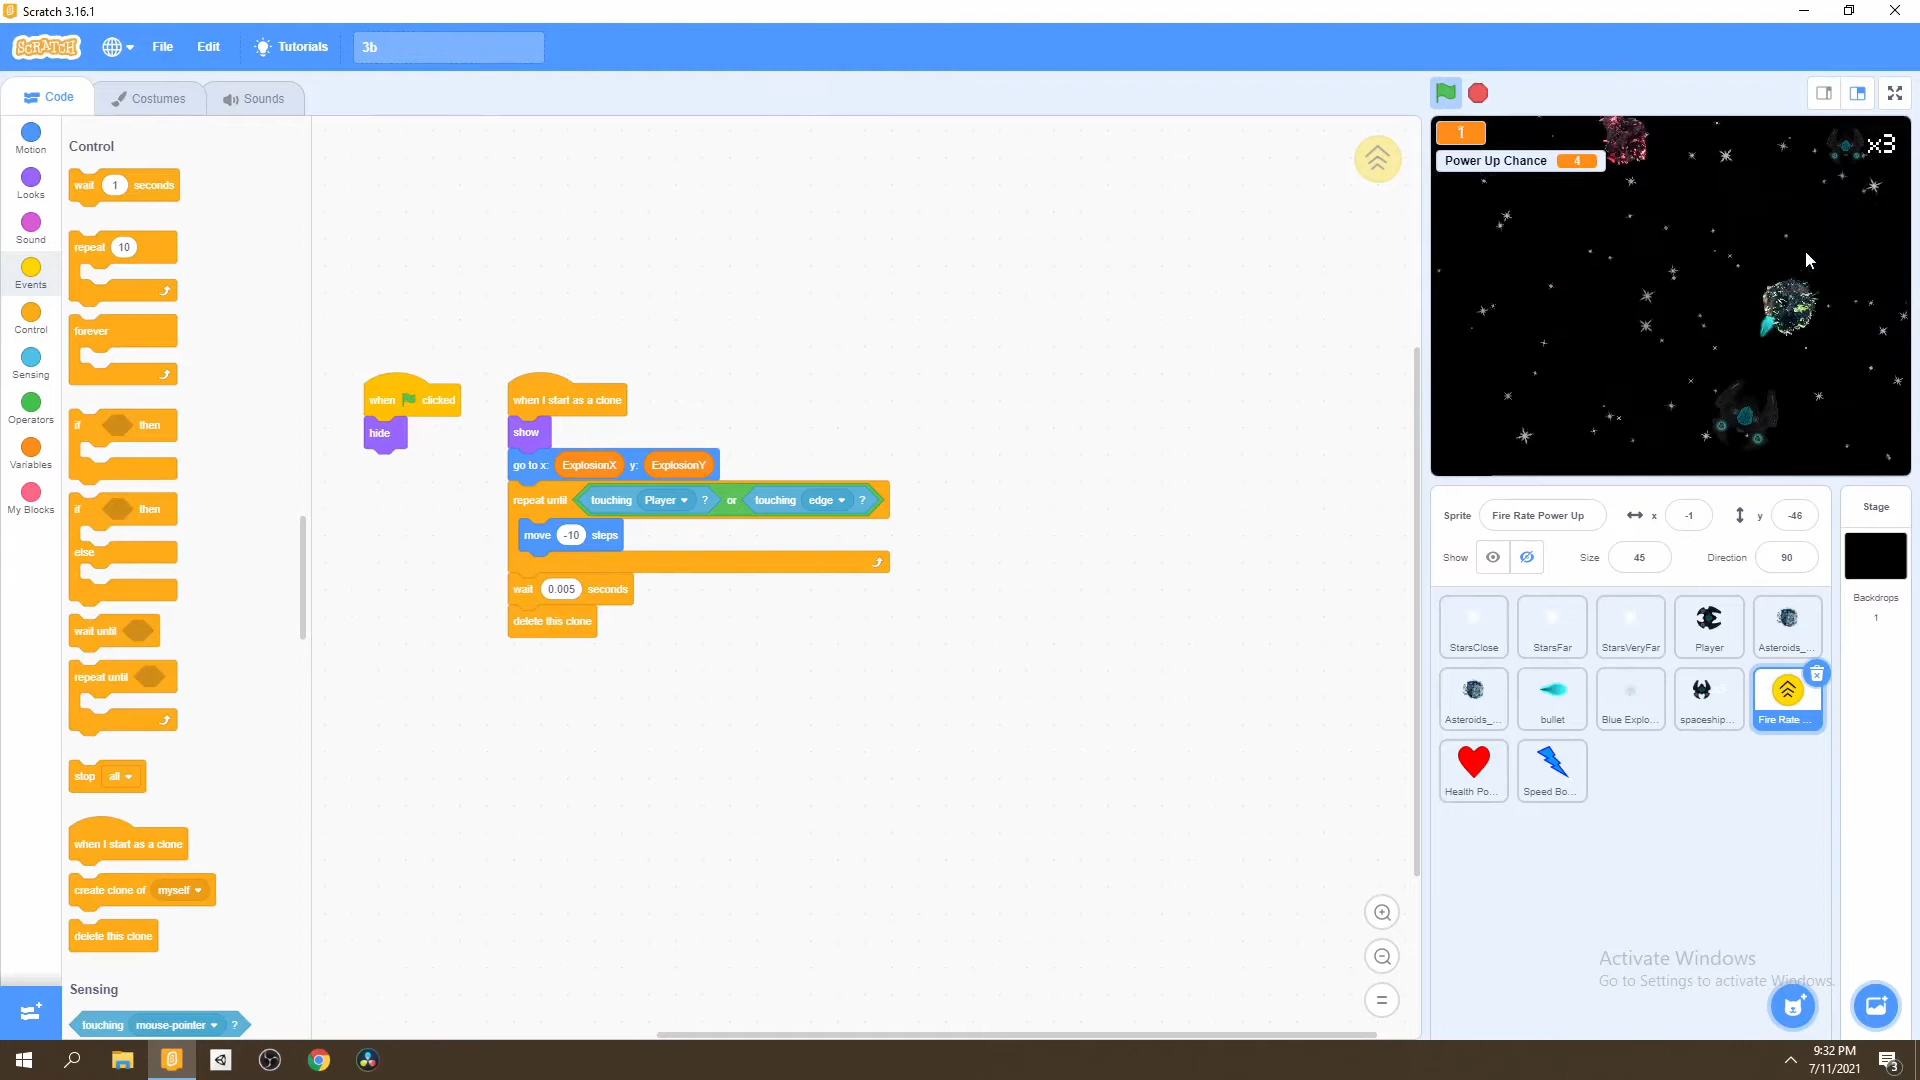 Scratch 3.16.1
SCRATCH
File
Edit
Tutorials
3b
Code
Costumes
Sounds
Motion
Looks
Sound
Events
Control
Sensing
Operators
Variables
My Blocks
Control
wait 1 seconds
repeat 10
forever
if then
if then
else
wait until
repeat until
stop all
when I start as a clone
create clone of myself
delete this clone
Sensing
touching mouse-pointer ?
when clicked
hide
when I start as a clone
show
go to x: ExplosionX y: ExplosionY
repeat until touching Player ? or touching edge ?
move -10 steps
wait 0.005 seconds
delete this clone
1
x3
Power Up Chance 4
Sprite Fire Rate Power Up x -1 y -46
Show Size 45 Direction 90
StarsClose
StarsFar
StarsVeryFar
Player
Asteroids_...
Asteroids_...
bullet
Blue Explo...
spaceship...
Fire Rate ...
Health Po...
Speed Bo...
Stage
Backdrops
1
Activate Windows
Go to Settings to activate Windows.
9:32 PM
7/11/2021
3